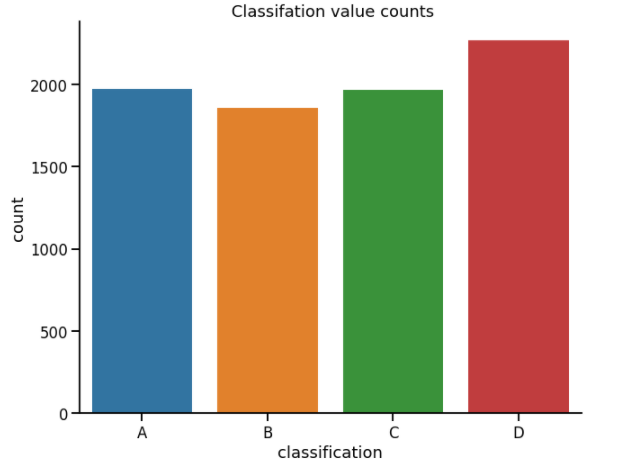 Classifation value counts
2000
1500
1000
500
0
count
A B C D
classification